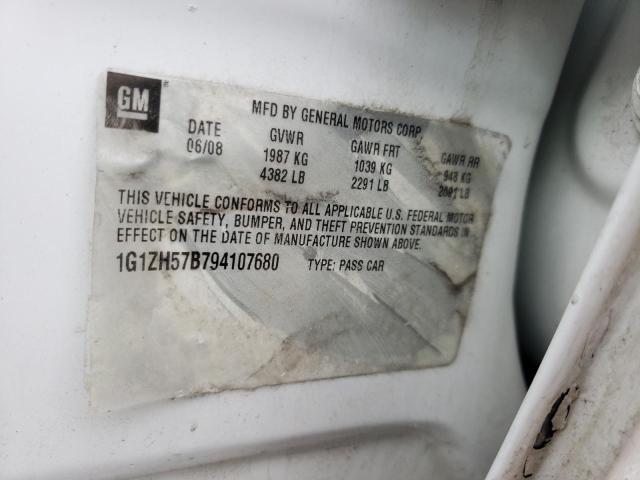 GM
MFD BY GENERAL MOTORS CORP.
DATE GVWR GAWR FRT GAWR RR
06/08 1987 KG 1039 KG 948 KG
4382 LB 2291 LB 2091 LB
THIS VEHICLE CONFORMS TO ALL APPLICABLE U.S. FEDERAL MOTOR
VEHICLE SAFETY, BUMPER, AND THEFT PREVENTION STANDARDS IN
EFFECT ON THE DATE OF MANUFACTURE SHOWN ABOVE.
1G1ZH57B794107680 TYPE: PASS CAR